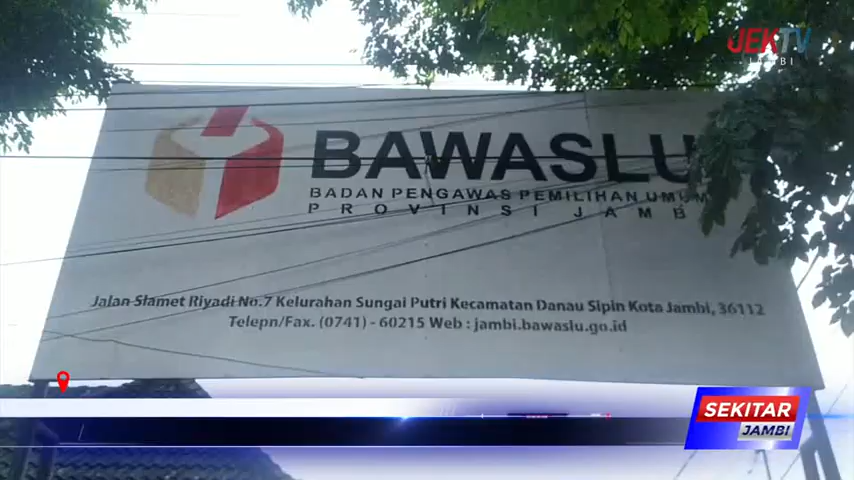 JEKTV
JAMBI
BAWASLU
BADAN PENGAWAS PEMILIHAN UMUM
PROVINSI JAMB
Jalan Slamet Riyadi No.7 Kelurahan Sungai Putri Kecamatan Danau Sipin Kota Jambi, 36112
Telepn/Fax. (0741) - 60215 Web : jambi.bawaslu.go.id
SEKITAR
JAMBI